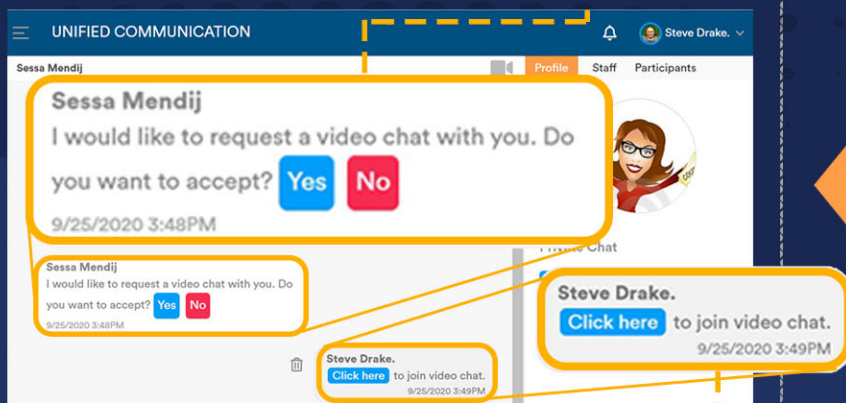 UNIFIED COMMUNICATION
Steve Drake.
Sessa Mendij
Profile Staff Participants
Sessa Mendij
I would like to request a video chat with you. Do
you want to accept? Yes No
9/25/2020 3:48PM
Chat
Sessa Mendij
I would like to request a video chat with you. Do
you want to accept? Yes No
9/25/2020 3:48PM
Steve Drake.
Click here to join video chat.
9/25/2020 3:49PM
Steve Drake.
Click here to join video chat.
9/25/2020 3:49PM